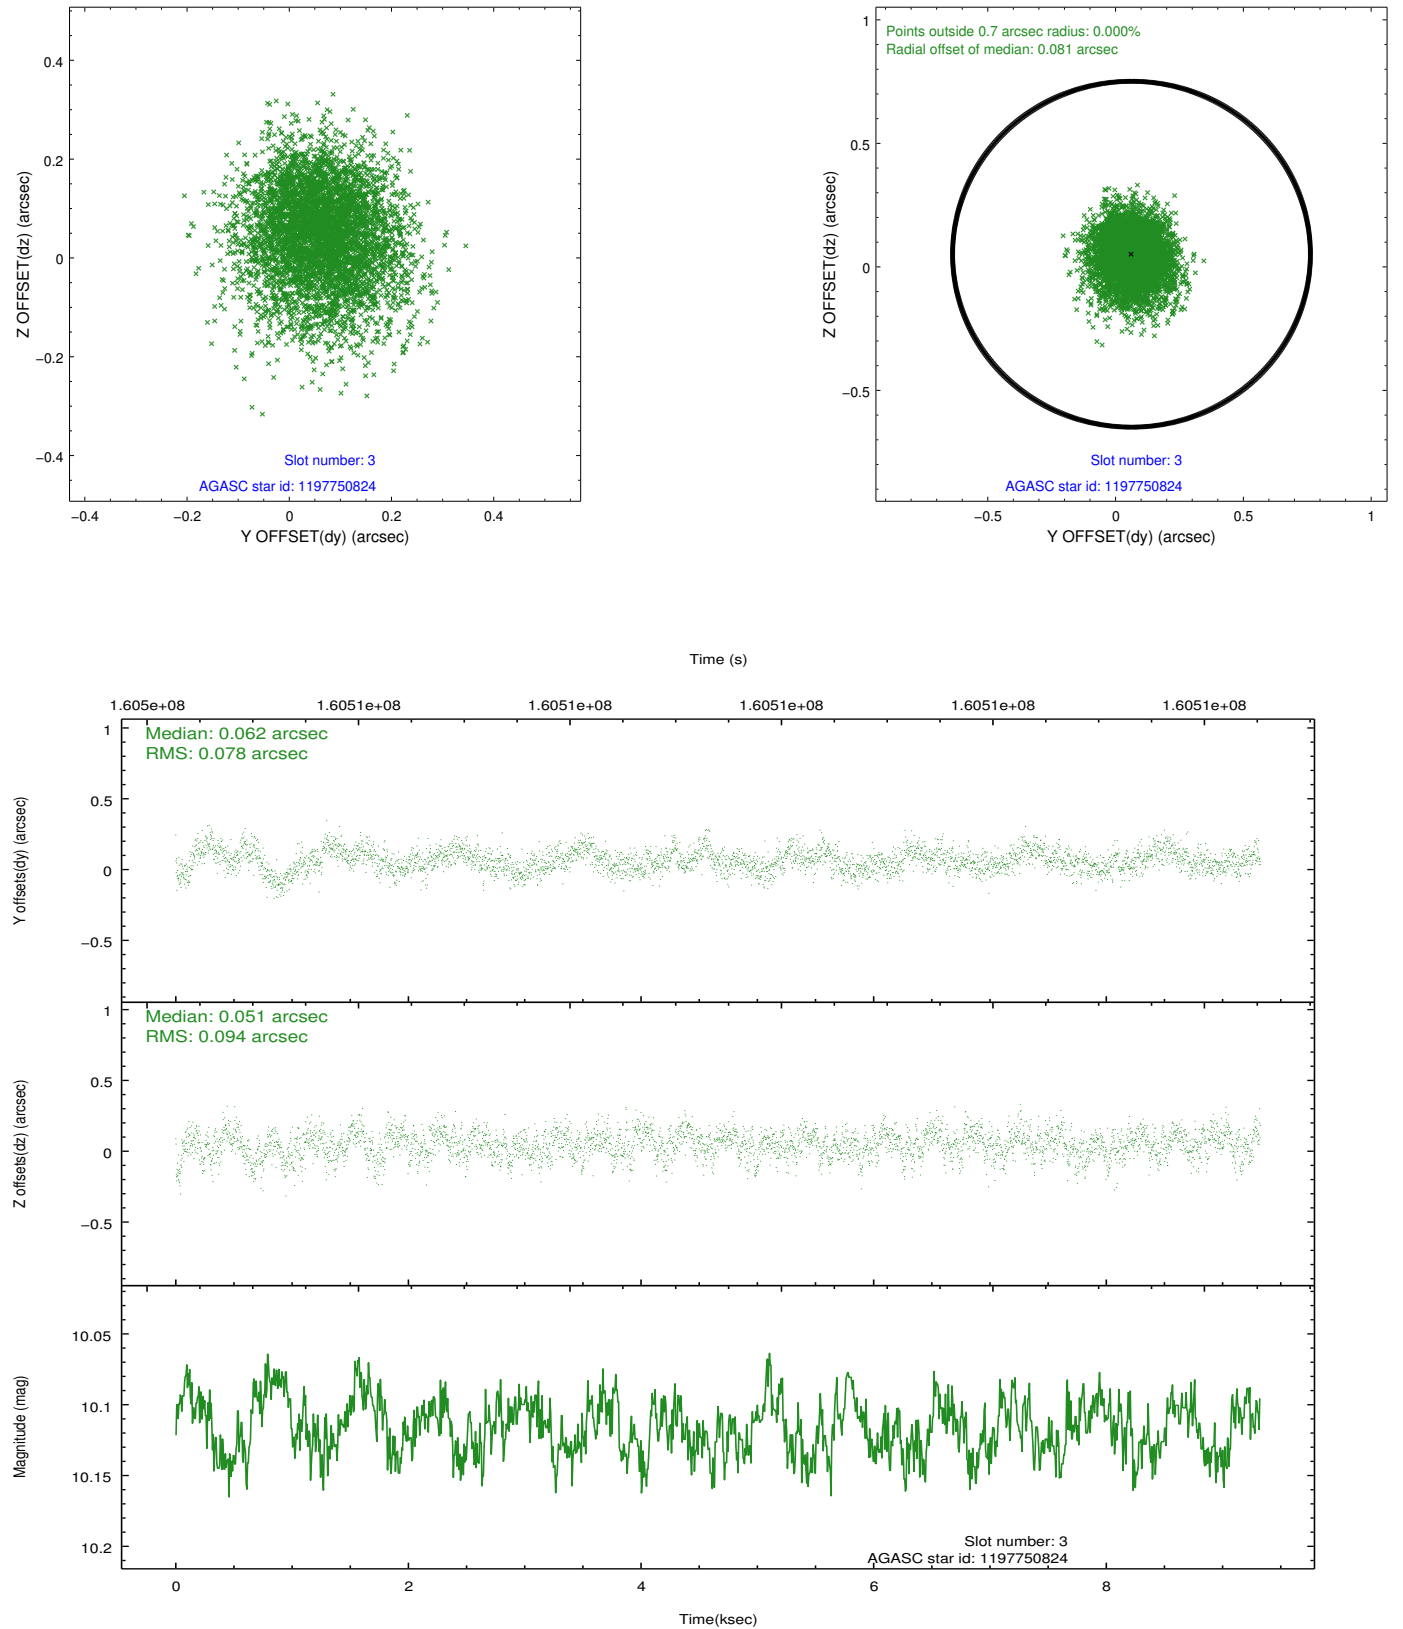 0.4
0.2
0
−0.2
−0.4
Z OFFSET(dz) (arcsec)
Slot number: 3
AGASC star id: 1197750824
−0.4 −0.2 0 0.2 0.4
Y OFFSET(dy) (arcsec)
1
0.5
0
−0.5
Z OFFSET(dz) (arcsec)
Points outside 0.7 arcsec radius: 0.000%
Radial offset of median: 0.081 arcsec
Slot number: 3
AGASC star id: 1197750824
−0.5 0 0.5 1
Y OFFSET(dy) (arcsec)
Time (s)
1.605e+08 1.6051e+08 1.6051e+08 1.6051e+08 1.6051e+08 1.6051e+08
Median: 0.062 arcsec
RMS: 0.078 arcsec
1
0.5
0
−0.5
Y offsets(dy) (arcsec)
Median: 0.051 arcsec
RMS: 0.094 arcsec
1
0.5
0
−0.5
Z offsets(dz) (arcsec)
10.05
10.1
10.15
10.2
Magnitude (mag)
Slot number: 3
AGASC star id: 1197750824
0 2 4 6 8
Time(ksec)